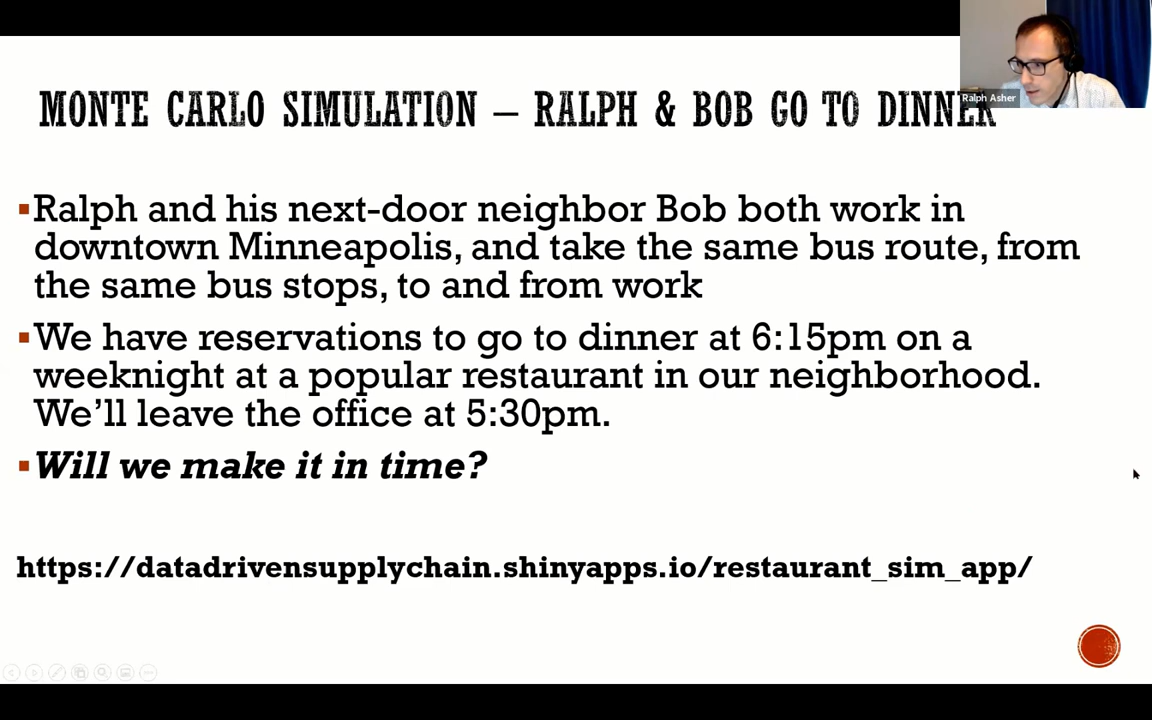 MONTE CARLO SIMULATION – RALPH & BOB GO TO DINNER
Ralph Asher
▪Ralph and his next-door neighbor Bob both work in
downtown Minneapolis, and take the same bus route, from
the same bus stops, to and from work
▪We have reservations to go to dinner at 6:15pm on a
weeknight at a popular restaurant in our neighborhood.
We’ll leave the office at 5:30pm.
▪Will we make it in time?
https://datadrivensupplychain.shinyapps.io/restaurant_sim_app/